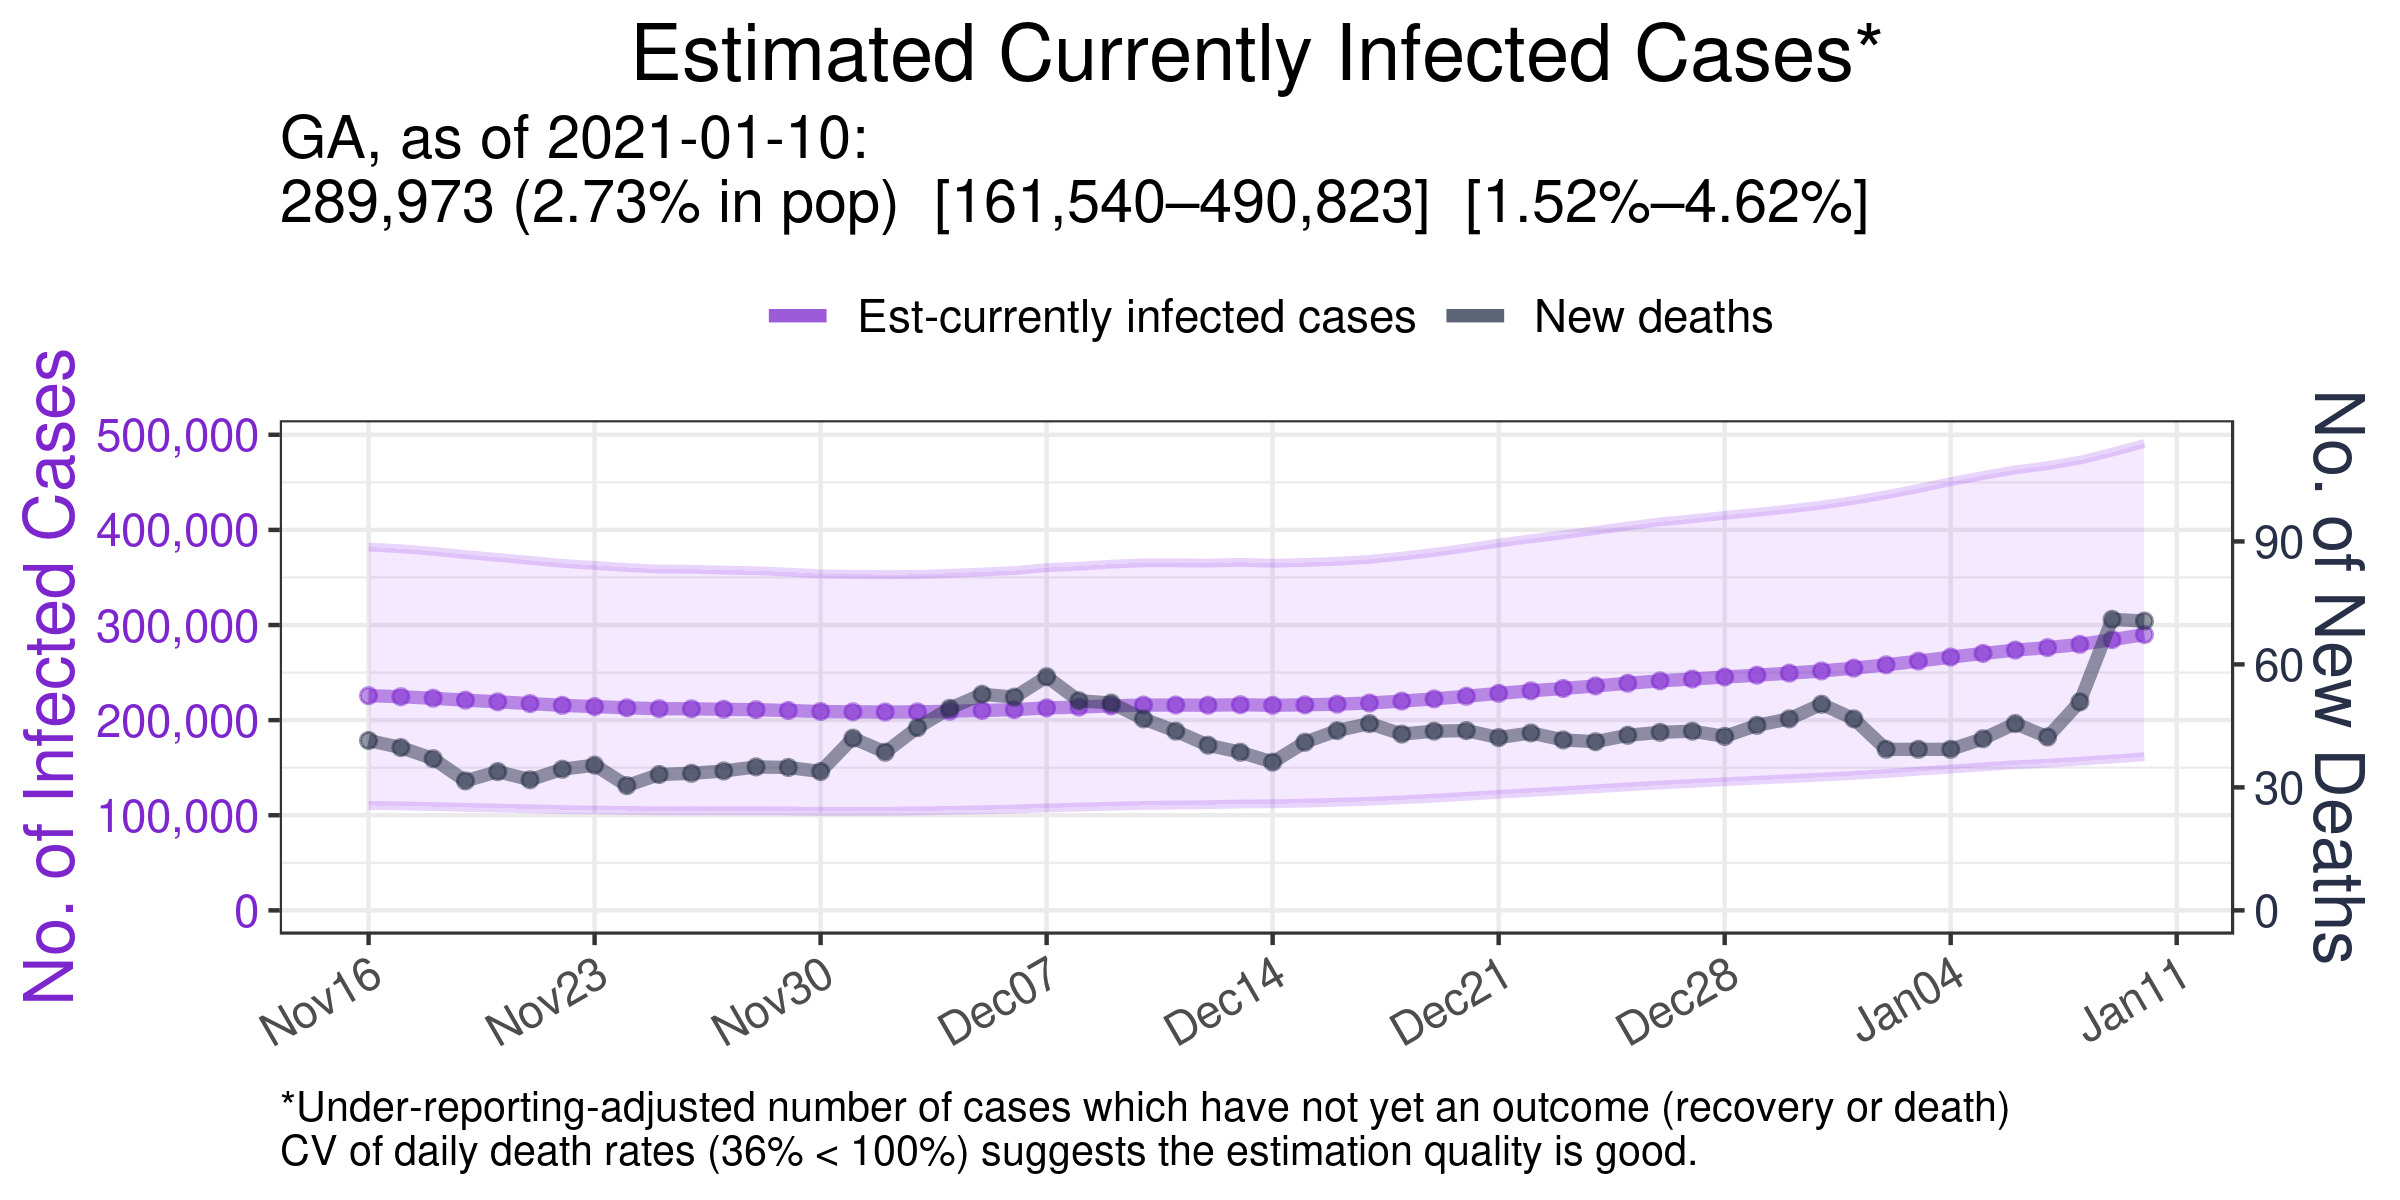 Estimated Currently Infected Cases*
GA, as of 2021-01-10:
289,973 (2.73% in pop)  [161,540–490,823]  [1.52%–4.62%]
Est-currently infected cases
New deaths
No. of Infected Cases
500,000
400,000
300,000
200,000
100,000
0
No. of New Deaths
90
60
30
0
Nov16
Nov23
Nov30
Dec07
Dec14
Dec21
Dec28
Jan04
Jan11
*Under-reporting-adjusted number of cases which have not yet an outcome (recovery or death)
CV of daily death rates (36% < 100%) suggests the estimation quality is good.